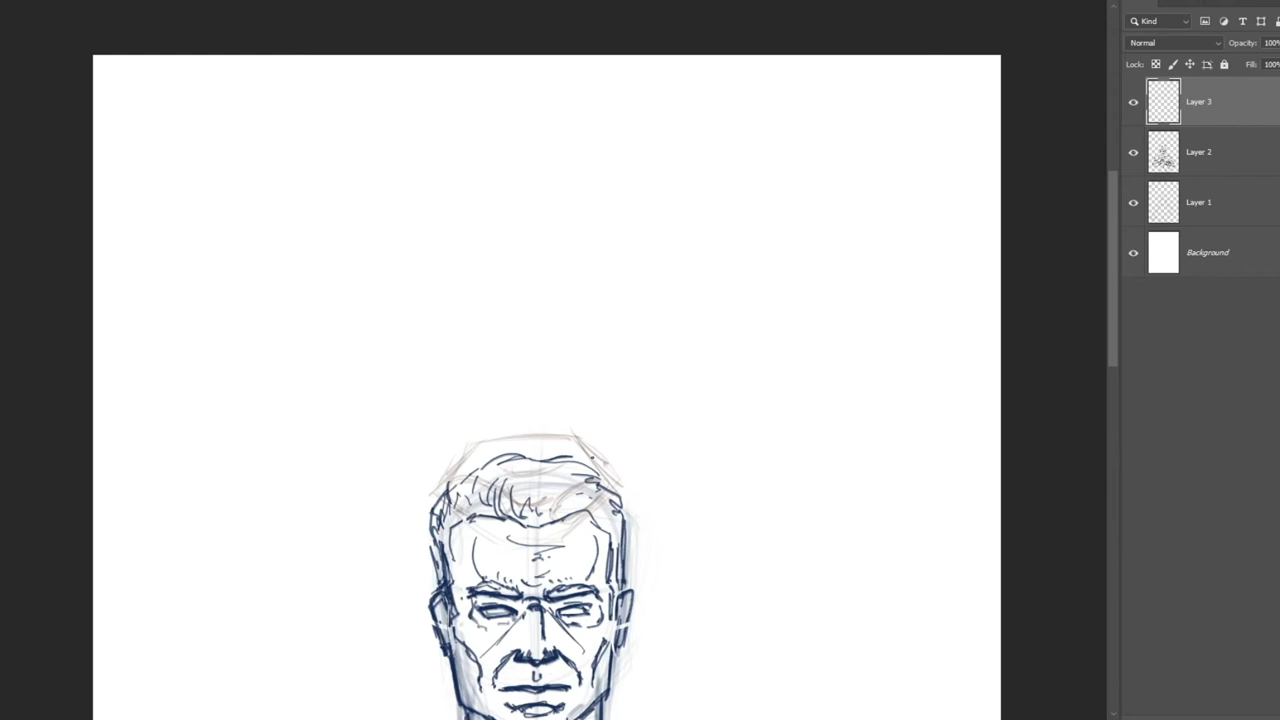 Kind
Normal Opacity: 100%
Lock: Fill: 100%
Layer 3
Layer 2
Layer 1
Background